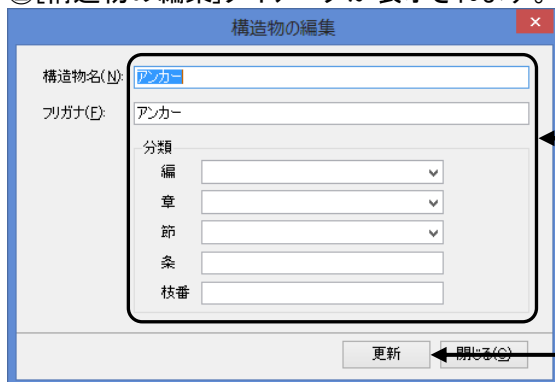 [構造物の編集]ダイアログが表示されます。
構造物の編集
構造物名(N): アンカー
フリガナ(F): アンカー
分類
編
章
節
条
枝番
更新 閉じる(C)